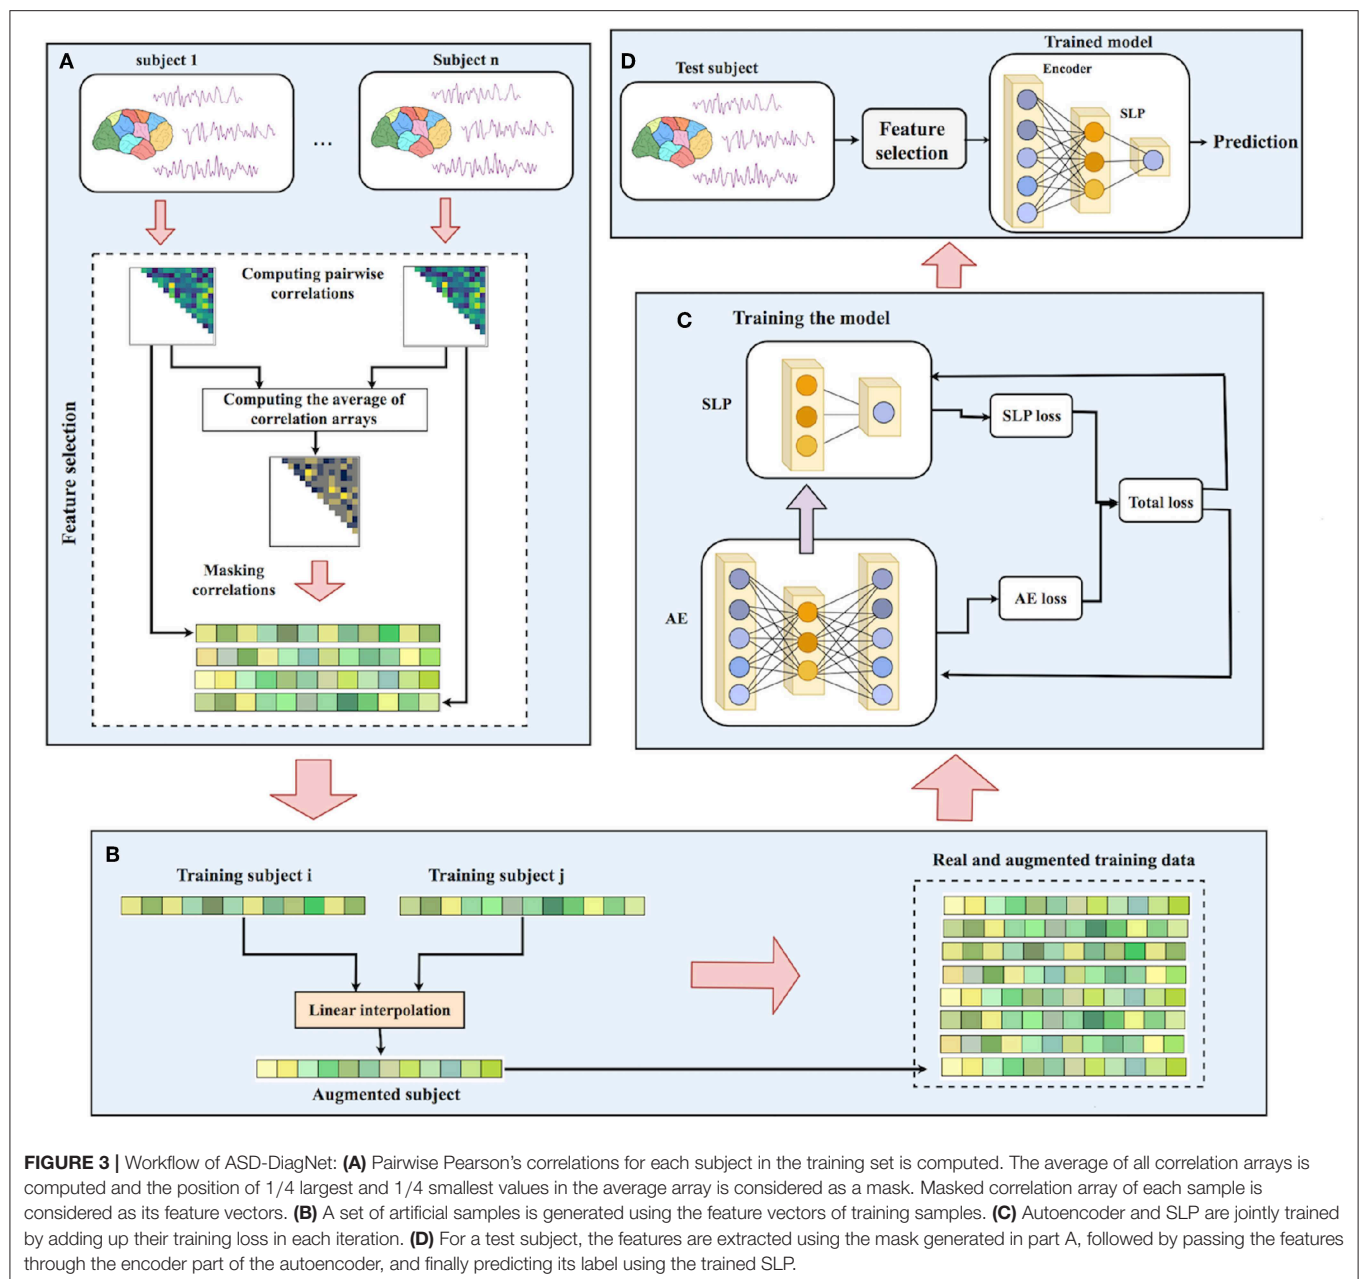 A
subject 1
Subject n
...
Computing pairwise
correlations
Computing the average of
correlation arrays
Feature selection
Masking
correlations
D
Test subject
Feature
selection
Trained model
Encoder
SLP
Prediction
C
Training the model
SLP
SLP loss
Total loss
AE loss
AE
B
Training subject i
Training subject j
Linear interpolation
Augmented subject
Real and augmented training data
FIGURE 3 | Workflow of ASD-DiagNet: (A) Pairwise Pearson's correlations for each subject in the training set is computed. The average of all correlation arrays is
computed and the position of 1/4 largest and 1/4 smallest values in the average array is considered as a mask. Masked correlation array of each sample is
considered as its feature vectors. (B) A set of artificial samples is generated using the feature vectors of training samples. (C) Autoencoder and SLP are jointly trained
by adding up their training loss in each iteration. (D) For a test subject, the features are extracted using the mask generated in part A, followed by passing the features
through the encoder part of the autoencoder, and finally predicting its label using the trained SLP.